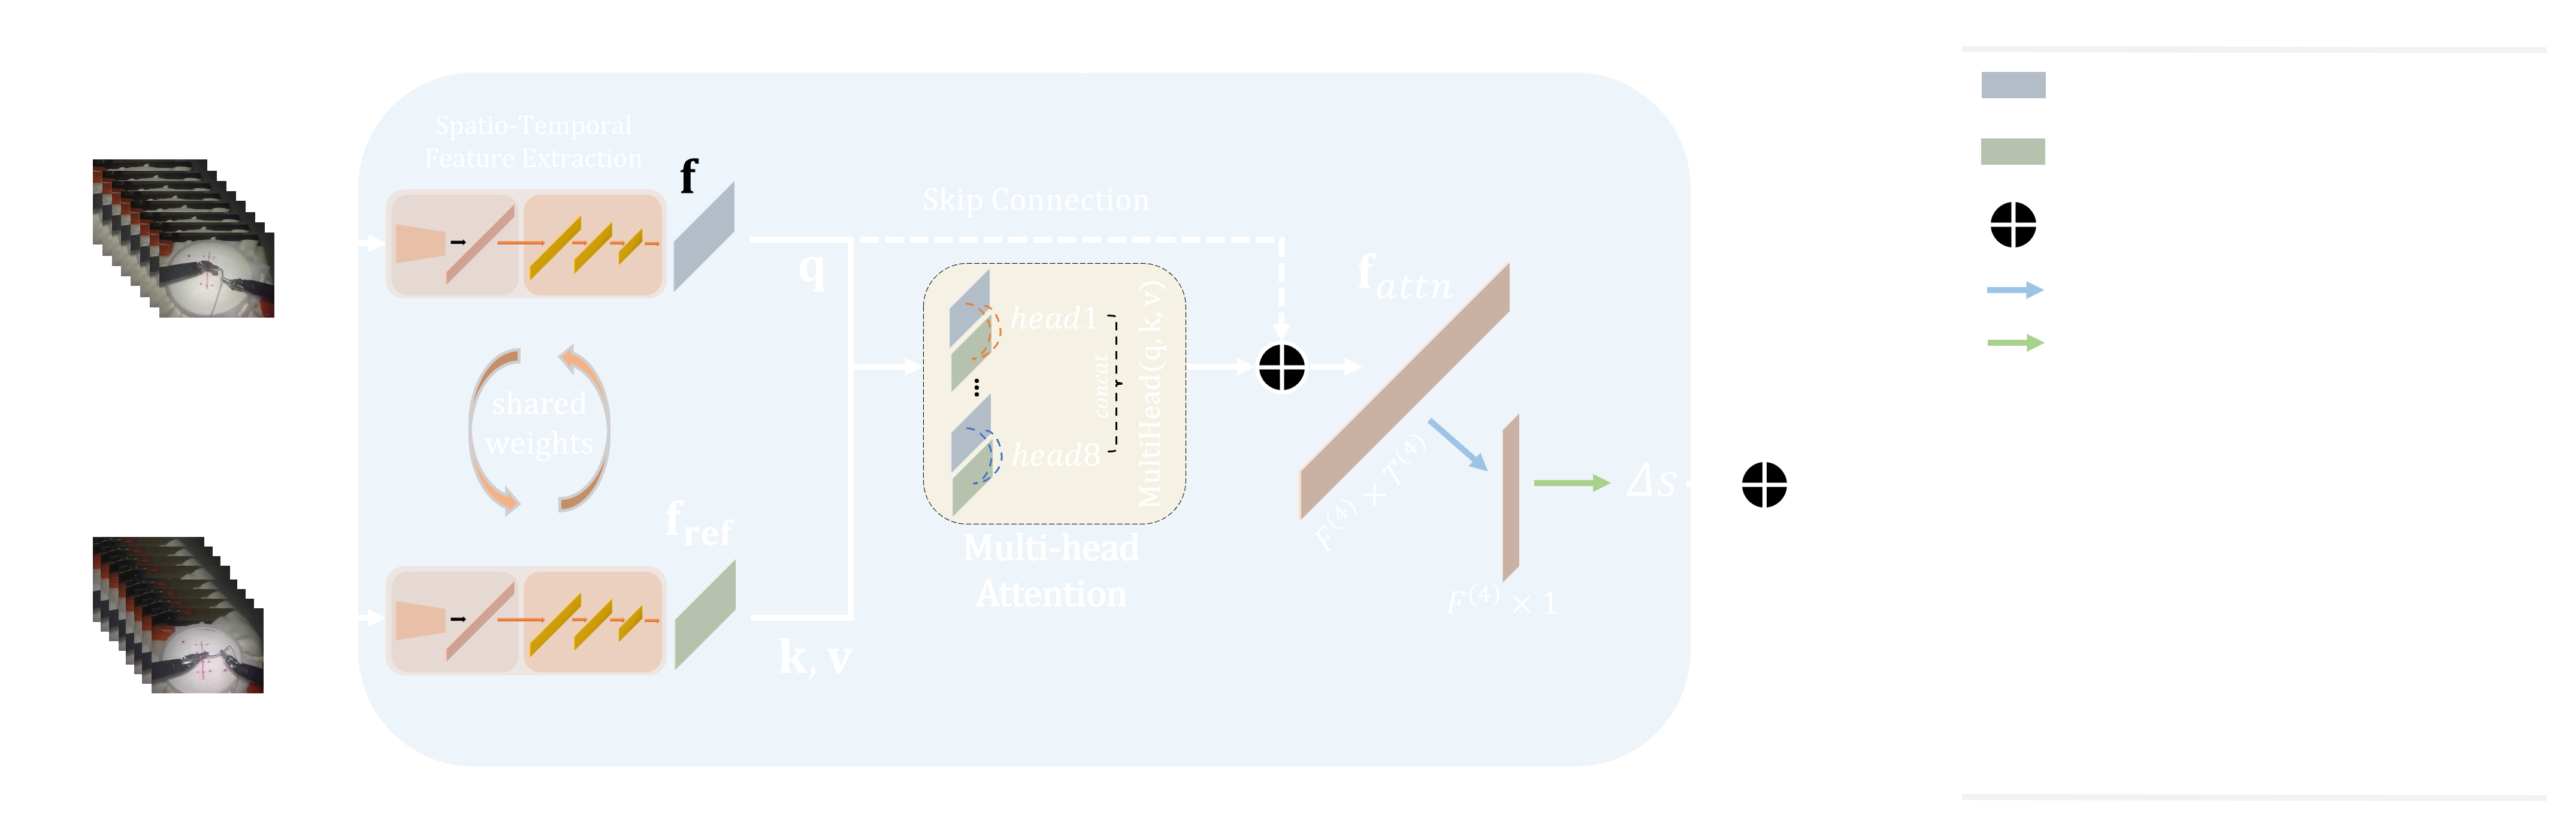 Spatio-Temporal
Feature Extraction
f
Skip Connection
q
f_attn
head1
concat
MultiHead(q, k, v)
...
head8
shared
weights
F^(4) × T^(4)
Δs
f_ref
Multi-head
Attention
F^(4) × 1
k, v